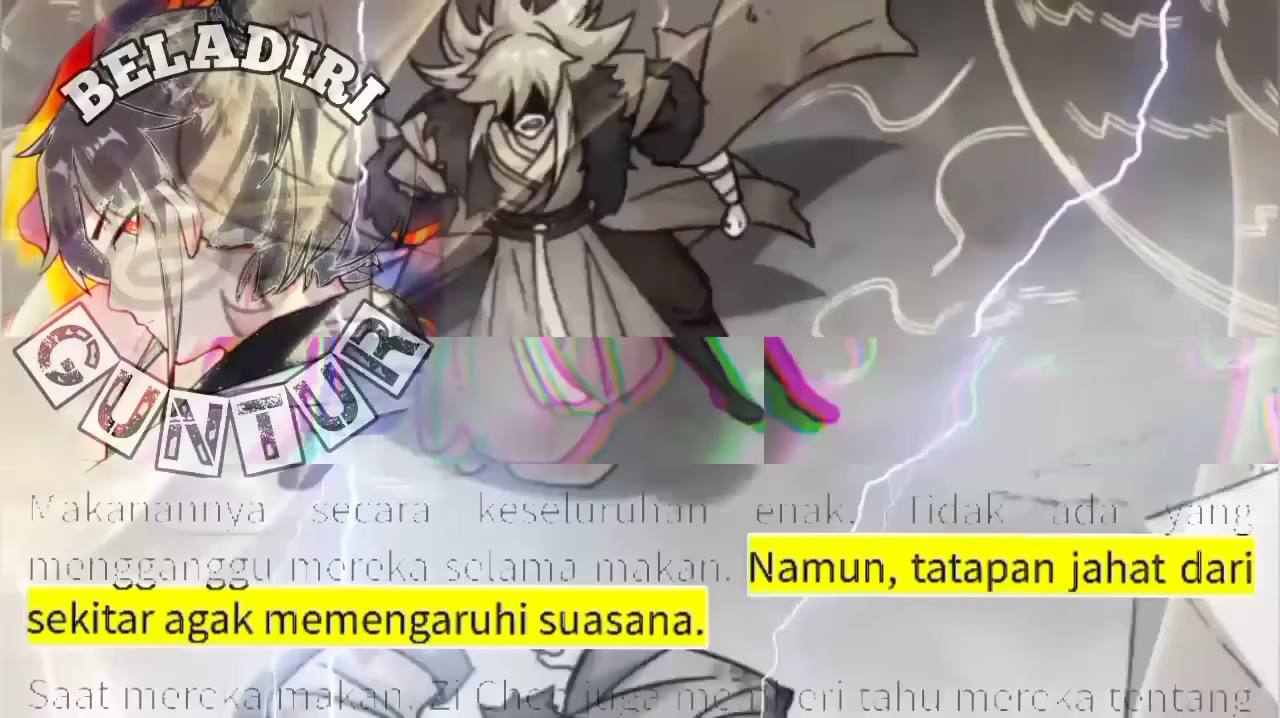 BELADIRI
GUNTUR
Makanannya secara keseluruhan enak. Tidak ada yang
mengganggu mereka selama makan. Namun, tatapan jahat dari
sekitar agak memengaruhi suasana.
Saat mereka makan, Zi Chen juga memberi tahu mereka tentang